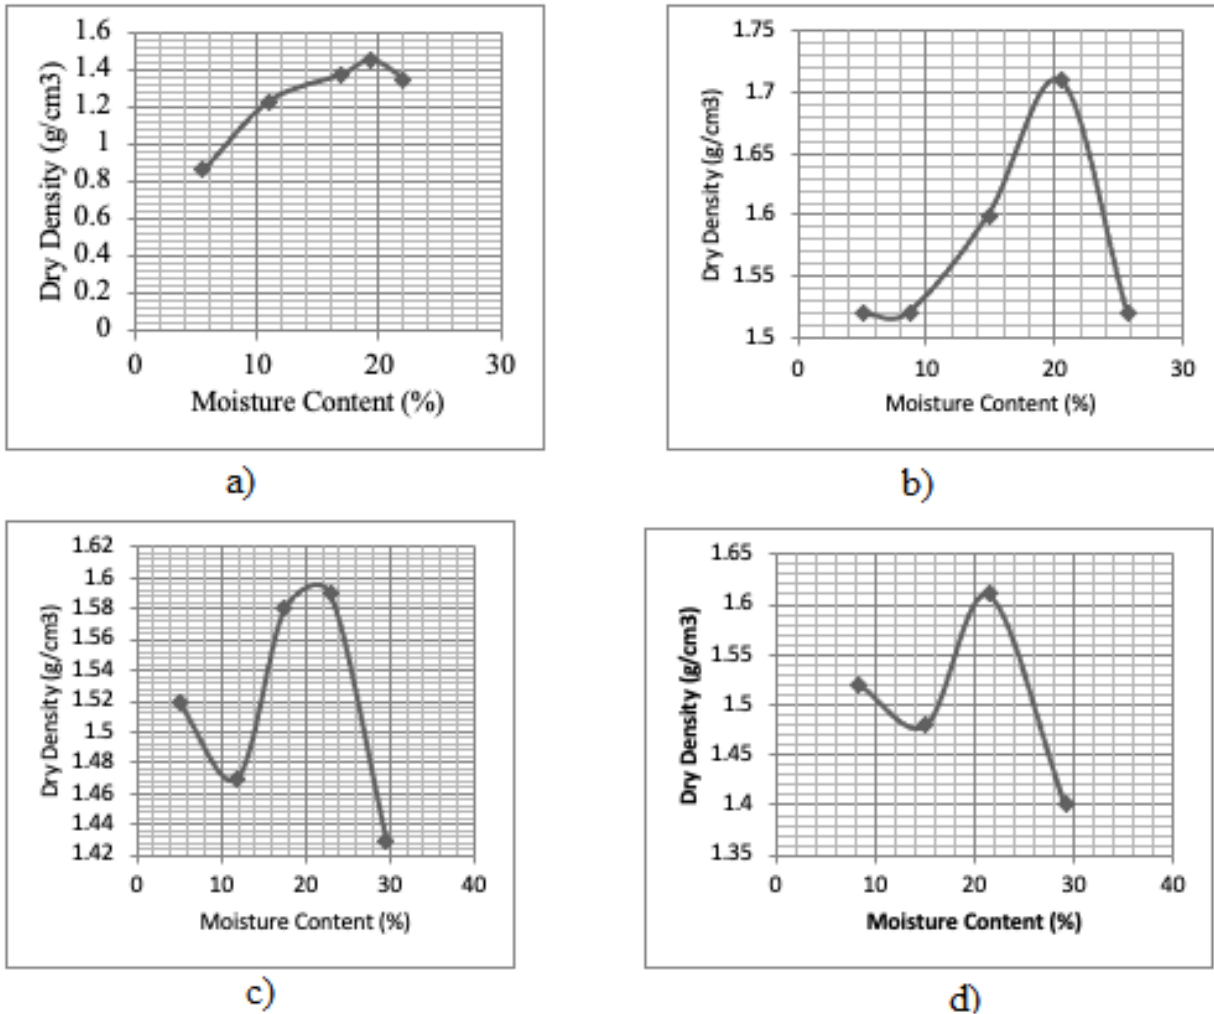 1.6
1.4
1.2
1
0.8
0.6
0.4
0.2
0
Dry Density (g/cm3)
0 10 20 30
Moisture Content (%)
a)
1.75
1.7
1.65
1.6
1.55
1.5
Dry Density (g/cm3)
0 10 20 30
Moisture Content (%)
b)
1.62
1.6
1.58
1.56
1.54
1.52
1.5
1.48
1.46
1.44
1.42
Dry Density (g/cm3)
0 10 20 30 40
Moisture Content (%)
c)
1.65
1.6
1.55
1.5
1.45
1.4
1.35
Dry Density (g/cm3)
0 10 20 30 40
Moisture Content (%)
d)